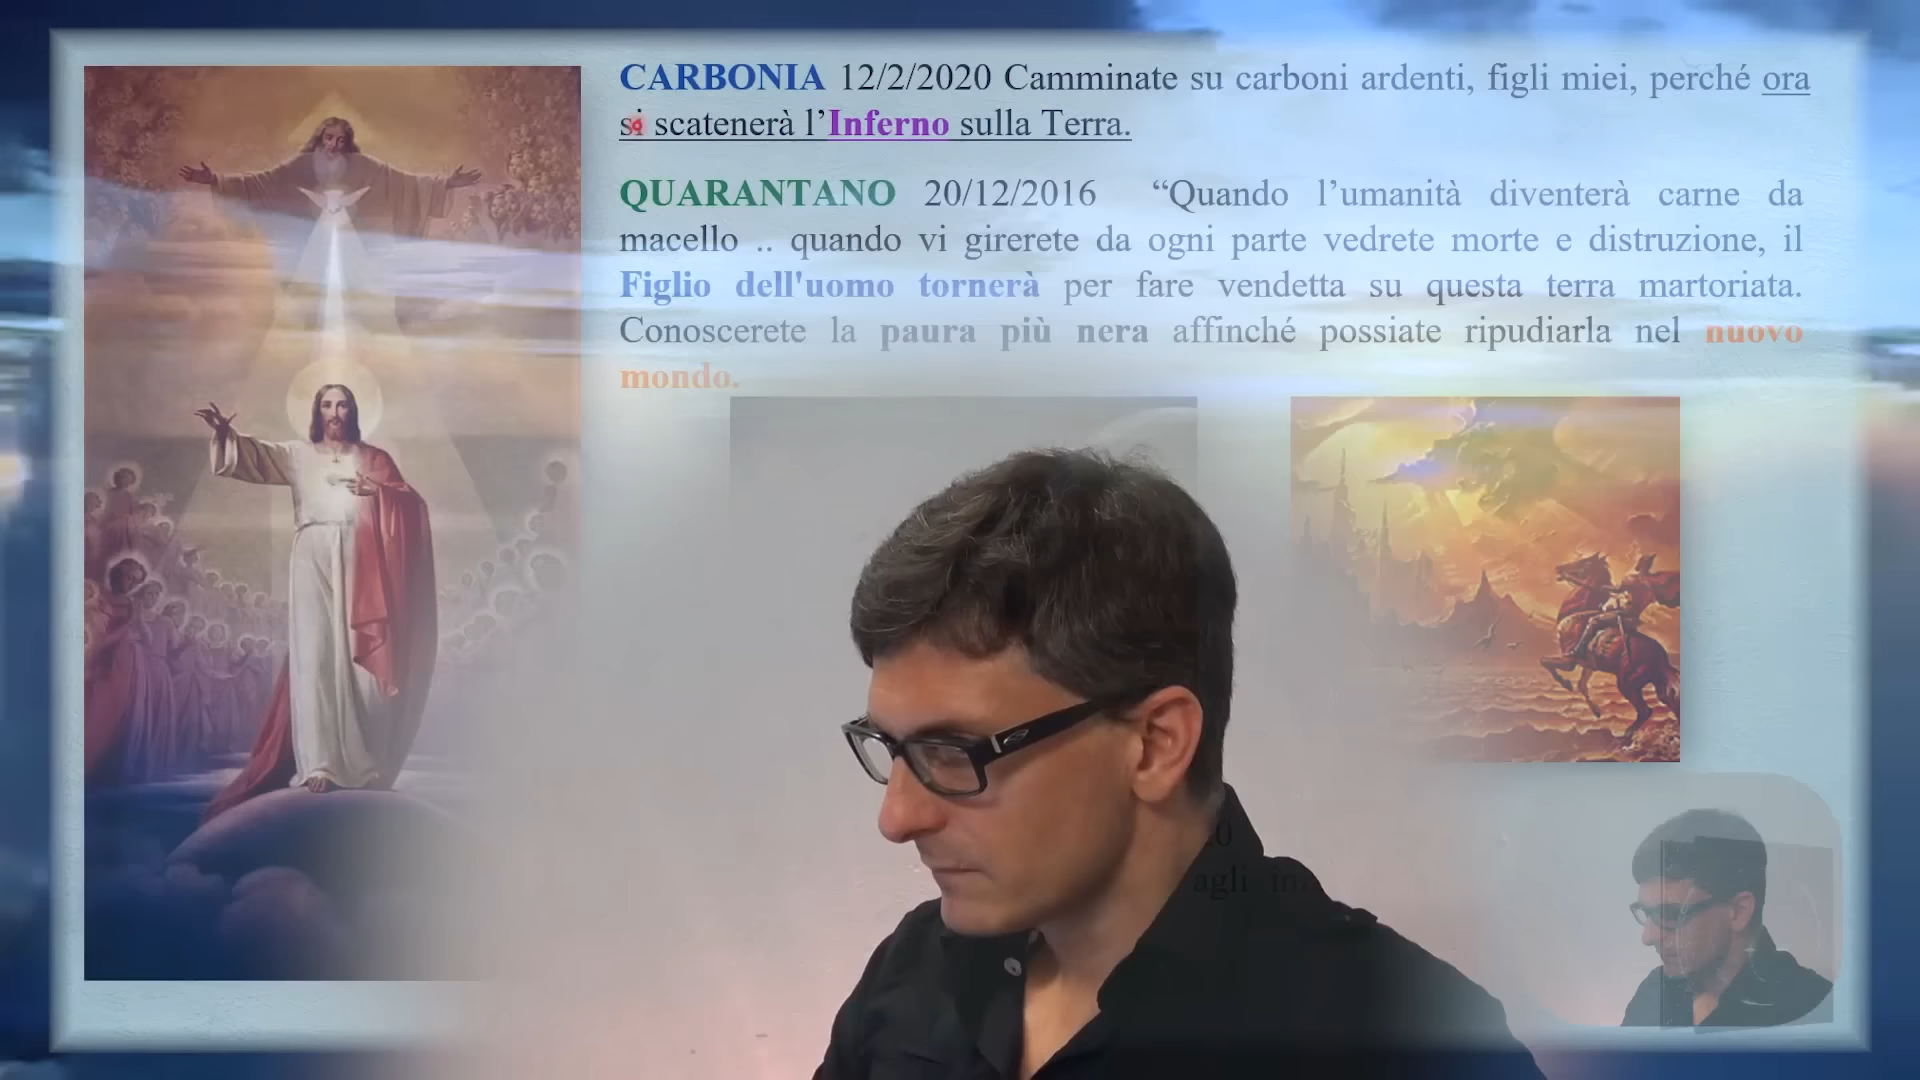 CARBONIA 12/2/2020 Camminate su carboni ardenti, figli miei, perché ora
si scatenerà l’Inferno sulla Terra.
QUARANTANO 20/12/2016 “Quando l’umanità diventerà carne da
macello .. quando vi girerete da ogni parte vedrete morte e distruzione, il
Figlio dell'uomo tornerà per fare vendetta su questa terra martoriata.
Conoscerete la paura più nera affinché possiate ripudiarla nel nuovo
mondo.
agli